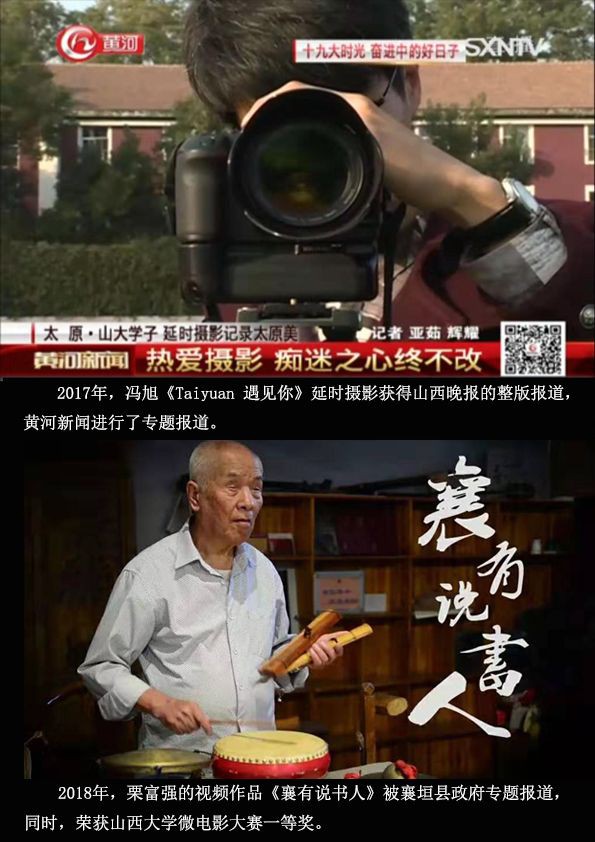 黄河
十九大时光 奋进中的好日子
SXNTV
太 原·山大学子 延时摄影记录太原美
记者 亚茹 辉耀
黄河新闻
热爱摄影 痴迷之心终不改
2017年，冯旭《Taiyuan 遇见你》延时摄影获得山西晚报的整版报道，
黄河新闻进行了专题报道。
襄有说书人
2018年，栗富强的视频作品《襄有说书人》被襄垣县政府专题报道，
同时，荣获山西大学微电影大赛一等奖。